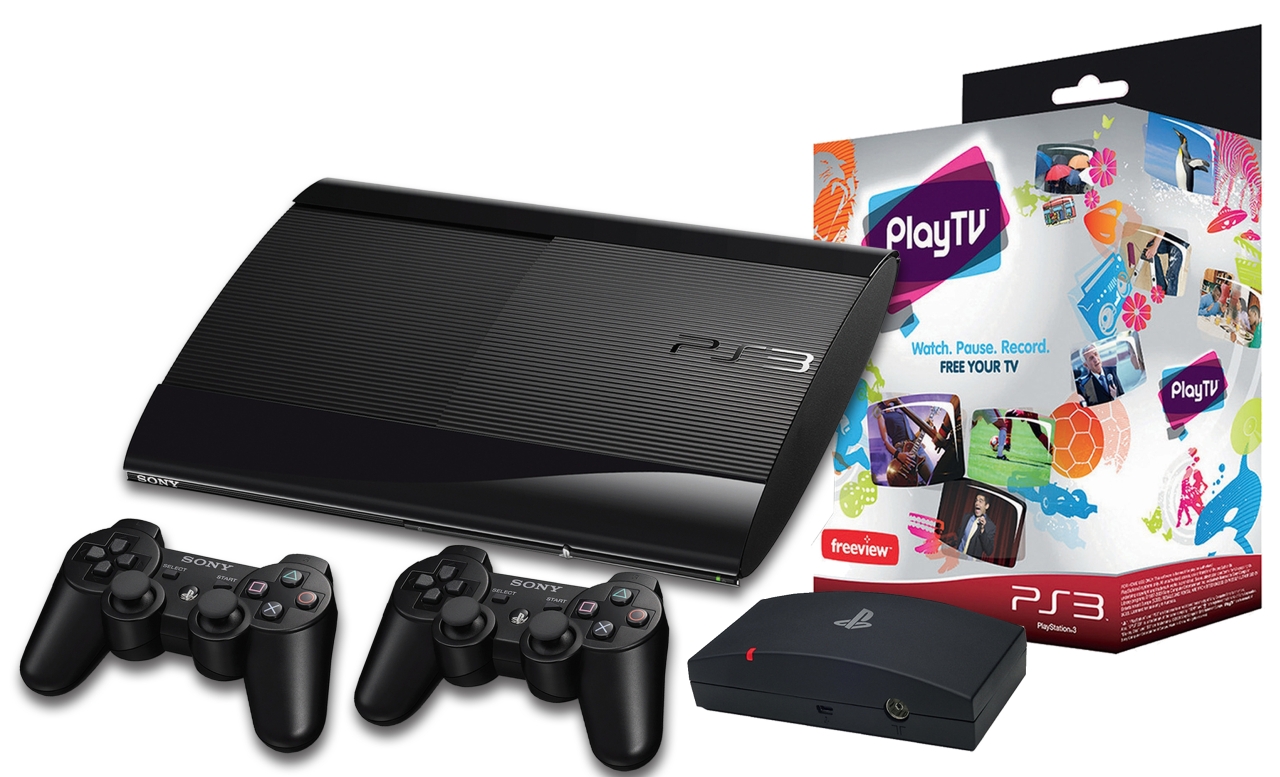 PlayTV
Watch. Pause. Record.
FREE YOUR TV
PlayTV
PS3
SONY
freeview
PS3
PlayStation 3
SONY
SELECT
START
SONY
SELECT
START